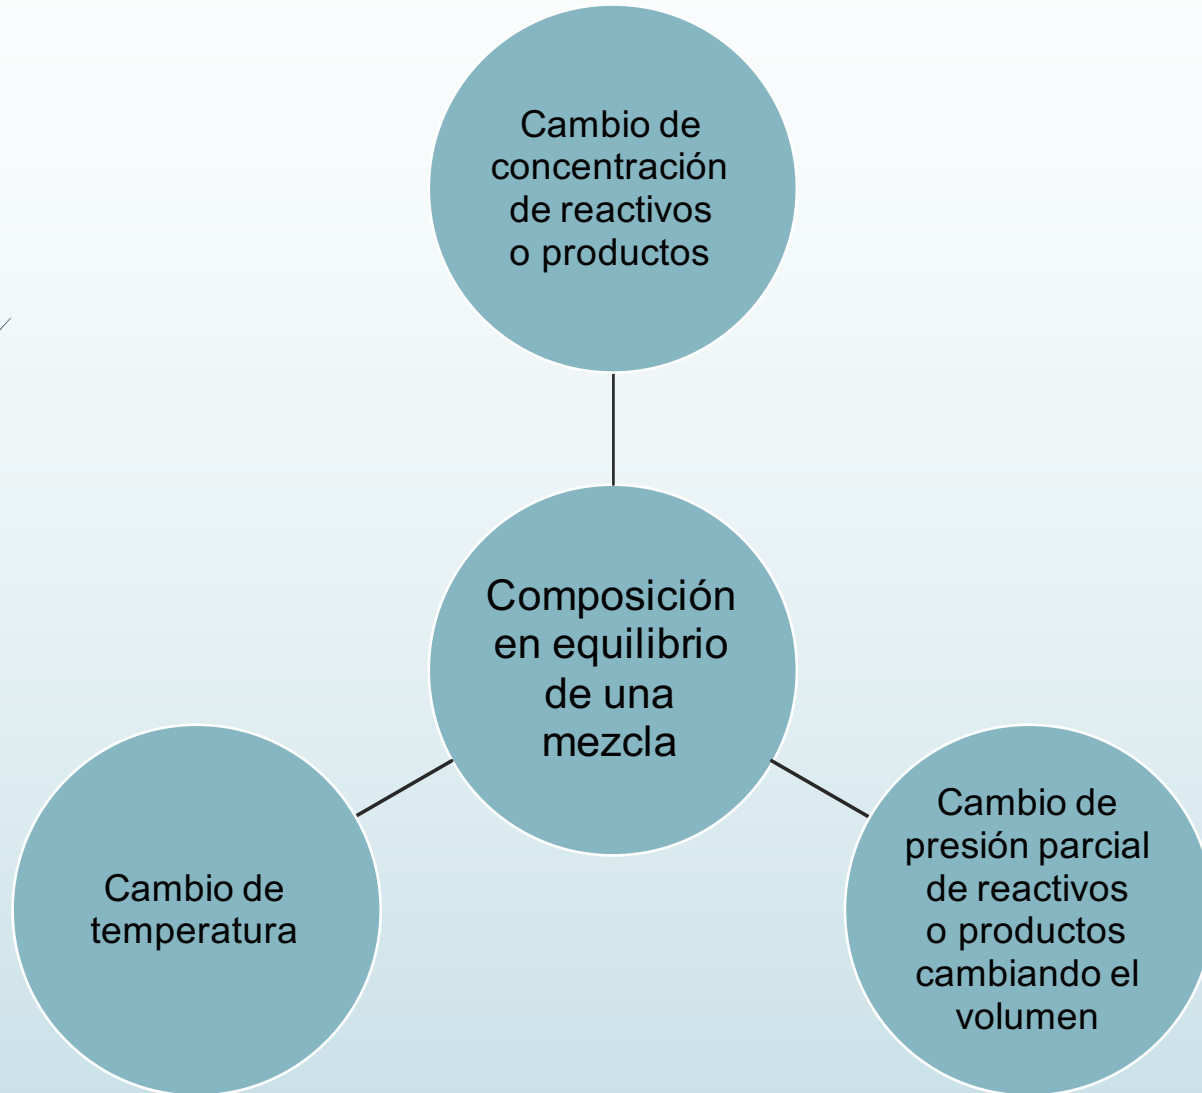 Cambio de
concentración
de reactivos
o productos
Composición
en equilibrio
de una
mezcla
Cambio de
temperatura
Cambio de
presión parcial
de reactivos
o productos
cambiando el
volumen